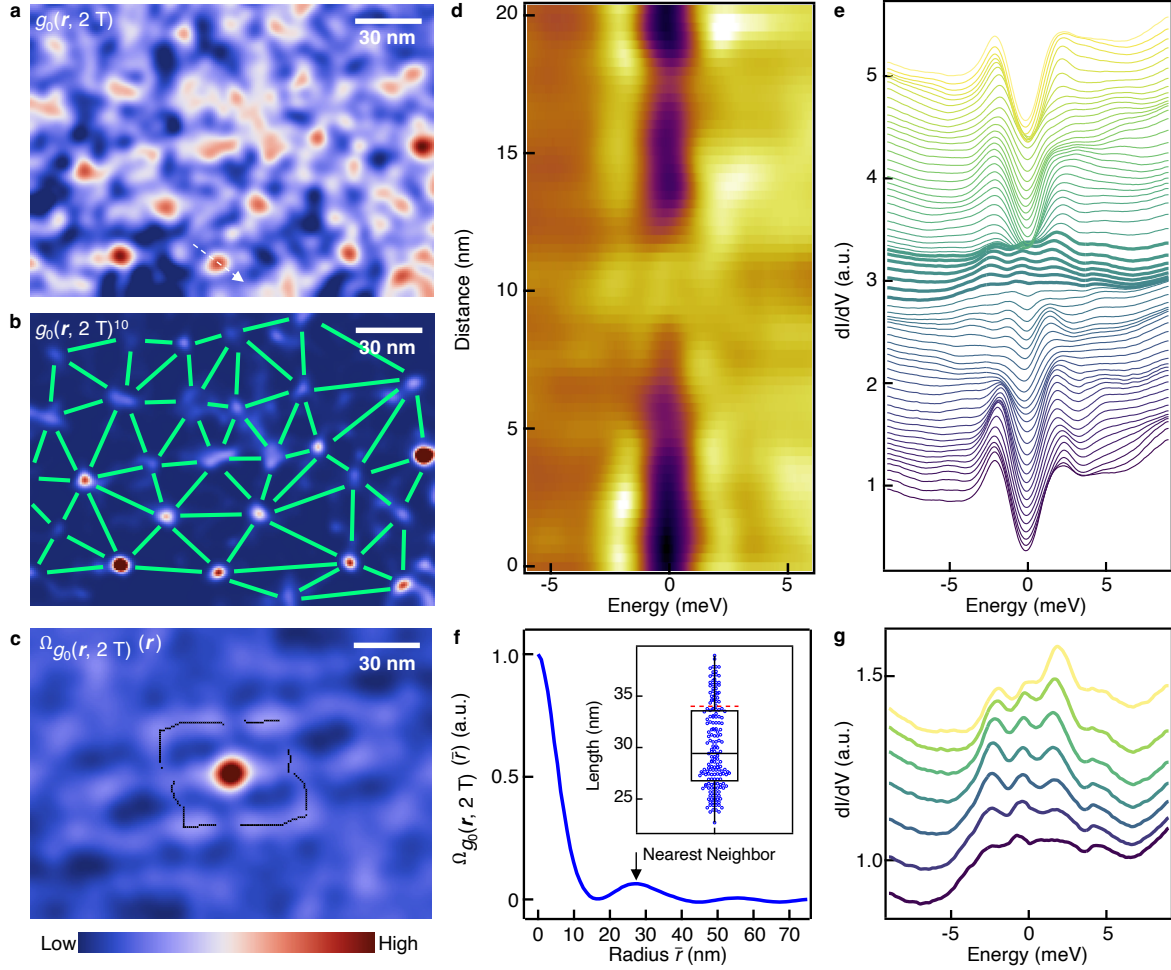 a
g₀(r, 2 T)
30 nm
b
g₀(r, 2 T)¹⁰
30 nm
c
Ωg₀(r, 2 T) (r)
30 nm
Low
High
d
Distance (nm)
20
15
10
5
0
-5
0
5
Energy (meV)
e
dI/dV (a.u.)
5
4
3
2
1
-5
0
5
Energy (meV)
f
Ωg₀(r, 2 T) (r̄) (a.u.)
1.0
0.5
0
0 10 20 30 40 50 60 70
Radius r̄ (nm)
Length (nm)
35
30
25
Nearest Neighbor
g
dI/dV (a.u.)
1.5
1.0
-5
0
5
Energy (meV)